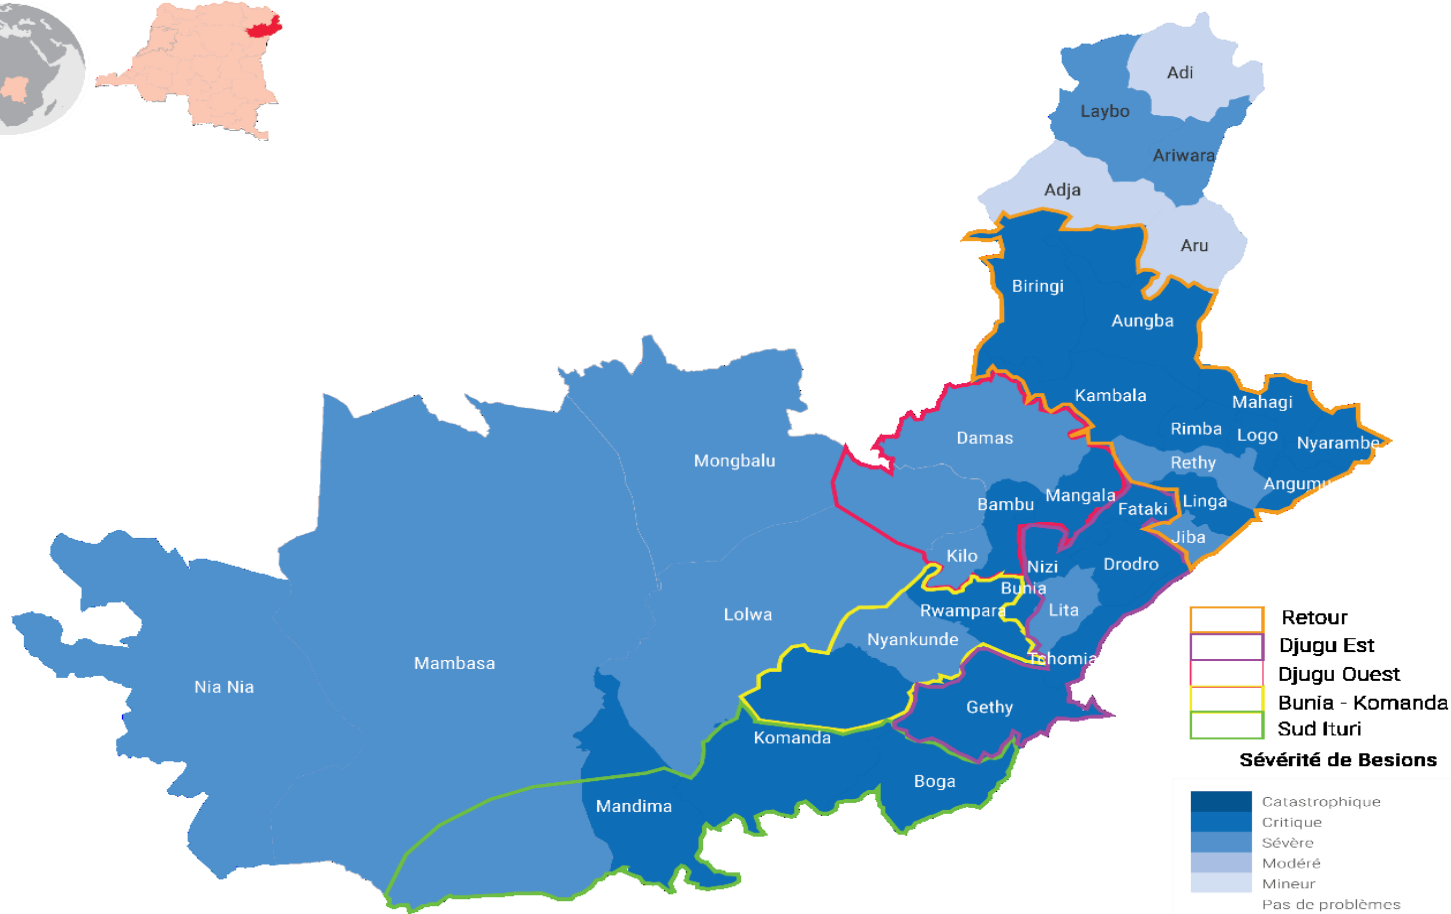 Adi
Laybo
Ariwara
Adja
Aru
Biringi
Aungba
Kambala
Mahagi
Rimba
Logo
Nyarambe
Damas
Mongbalu
Rethy
Angumu
Mangala
Bambu
Fataki
Linga
Jiba
Kilo
Nizi
Drodro
Bunia
Rwampara
Lita
Lolwa
Nyankunde
Tchomia
Mambasa
Nia Nia
Gethy
Komanda
Boga
Mandima
Retour
Djugu Est
Djugu Ouest
Bunia - Komanda
Sud Ituri
Sévérité de Besions
Catastrophique
Critique
Sévère
Modéré
Mineur
Pas de problèmes